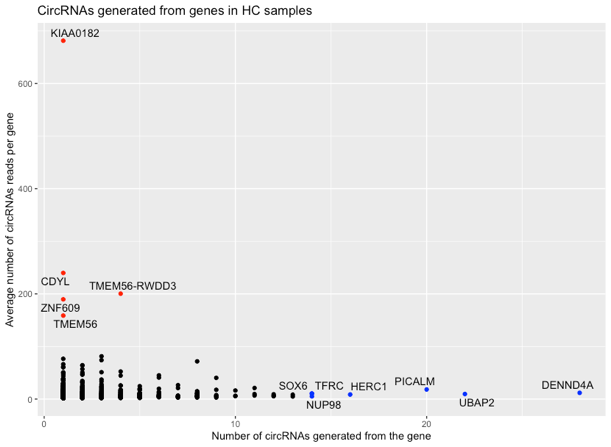 CircRNAs generated from genes in HC samples
KIAA0182
600
400
CDYL
TMEM56-RWDD3
200
ZNF609
TMEM56
SOX6
TFRC
HERC1
PICALM
DENND4A
NUP98
UBAP2
0
0
10
20
Number of circRNAs generated from the gene
Average number of circRNAs reads per gene